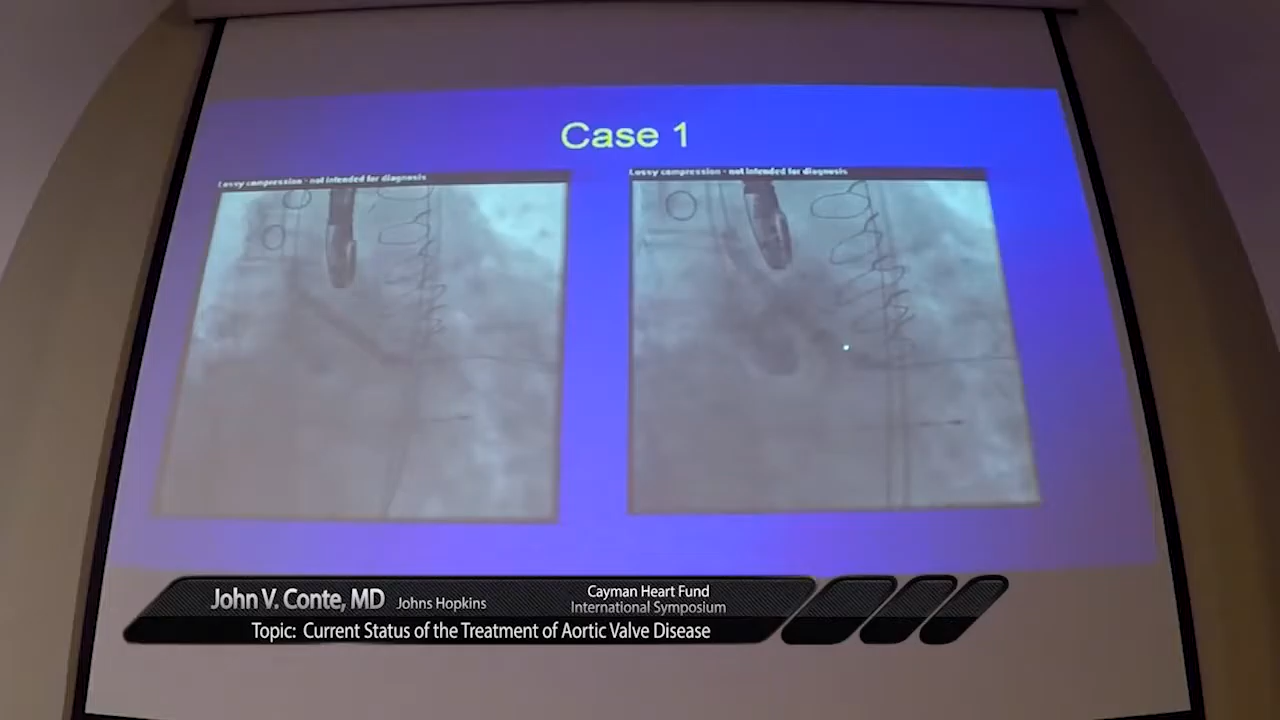 Case 1
Lossy compression - not intended for diagnosis
Lossy compression - not intended for diagnosis
John V. Conte, MD Johns Hopkins
Cayman Heart Fund
International Symposium
Topic: Current Status of the Treatment of Aortic Valve Disease